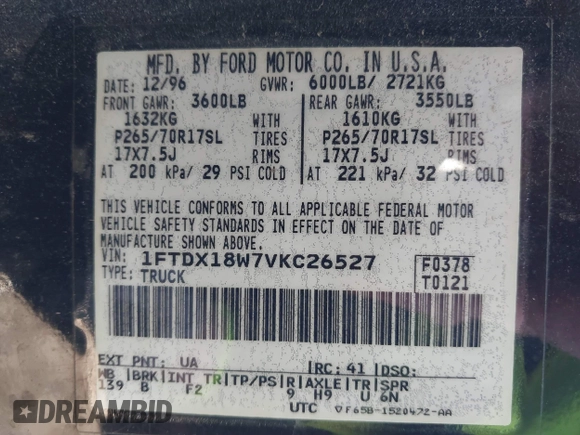 MFD. BY FORD MOTOR CO. IN U.S.A.
DATE: 12/96 GVWR: 6000LB/ 2721KG
FRONT GAWR: 3600LB REAR GAWR: 3550LB
1632KG WITH 1610KG WITH
P265/70R17SL TIRES P265/70R17SL TIRES
17X7.5J RIMS 17X7.5J RIMS
AT 200 kPa/ 29 PSI COLD AT 221 kPa/ 32 PSI COLD
THIS VEHICLE CONFORMS TO ALL APPLICABLE FEDERAL MOTOR
VEHICLE SAFETY STANDARDS IN EFFECT ON THE DATE OF
MANUFACTURE SHOWN ABOVE.
VIN: 1FTDX18W7VKC26527 F0378
TYPE: TRUCK T0121
EXT PNT: UA RC: 41 DSO:
WB BRK INT TR TP/PS R AXLE TR SPR
139 B F2 9 H9 U 6N
UTC F65B-1520472-AA
DREAMBID